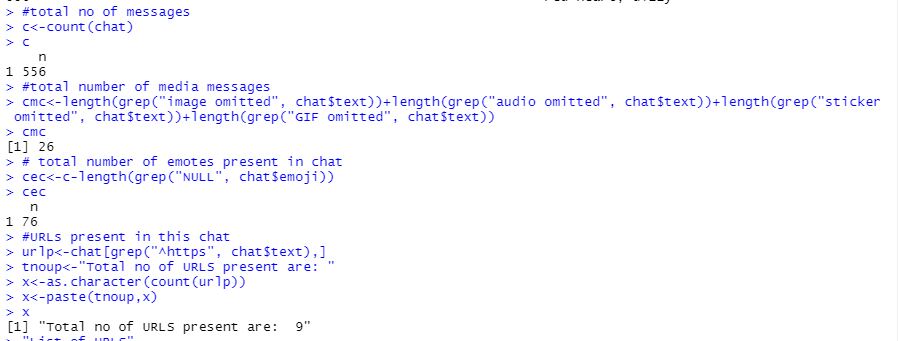 > #total no of messages
> c<-count(chat)
> c
    n
1 556
> #total number of media messages
> cmc<-length(grep("image omitted", chat$text))+length(grep("audio omitted", chat$text))+length(grep("sticker
 omitted", chat$text))+length(grep("GIF omitted", chat$text))
> cmc
[1] 26
> # total number of emotes present in chat
> cec<-c-length(grep("NULL", chat$emoji))
> cec
   n
1 76
> #URLs present in this chat
> urlp<-chat[grep("^https", chat$text),]
> tnoup<-"Total no of URLS present are: "
> x<-as.character(count(urlp))
> x<-paste(tnoup,x)
> x
[1] "Total no of URLS present are:  9"
> "List of URLS"